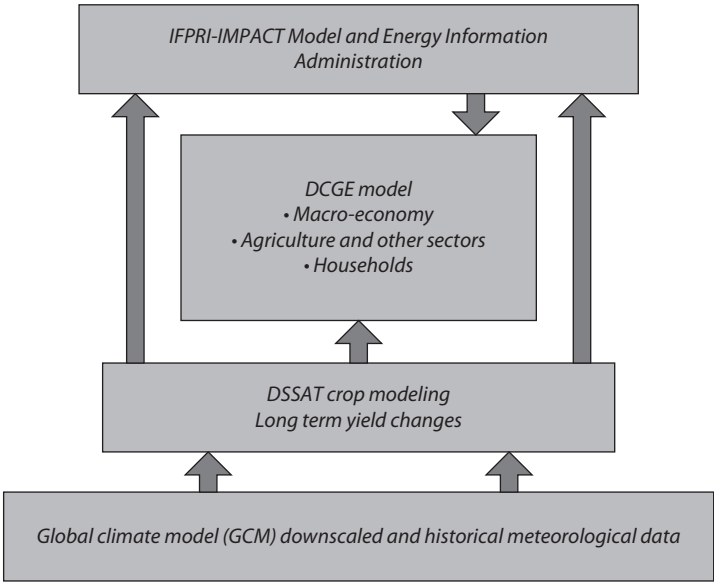 IFPRI-IMPACT Model and Energy Information
Administration
DCGE model
• Macro-economy
• Agriculture and other sectors
• Households
DSSAT crop modeling
Long term yield changes
Global climate model (GCM) downscaled and historical meteorological data